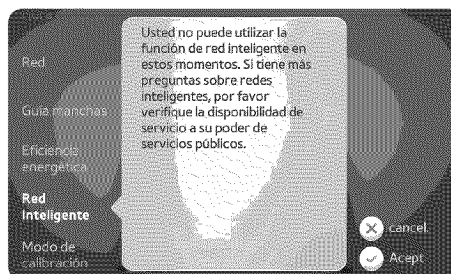 Usted no puede utilizar la
función de red inteligente en
estos momentos. Si tiene más
preguntas sobre redes
inteligentes, por favor
verifique la disponibilidad de
servicio a su poder de
servicios públicos.
Red
Guía manchas
Eficiencia
energética
Red
Inteligente
Modo de
calibración
cancel.
Acept